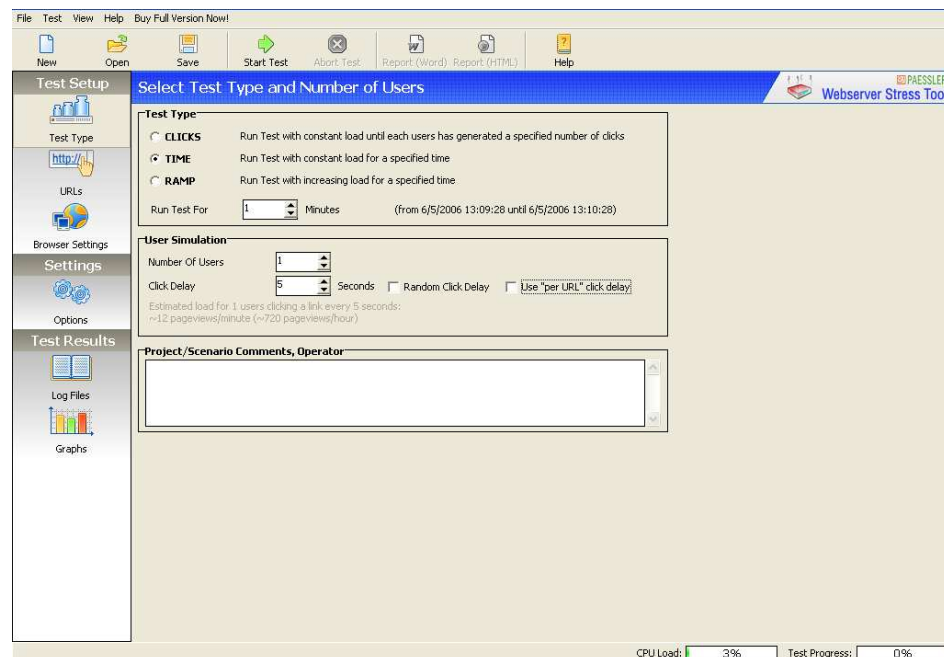 File Test View Help Buy Full Version Now!
New Open Save Start Test Abort Test Report (Word) Report (HTML) Help
Test Setup
Select Test Type and Number of Users
PAESSLER
Webserver Stress Too
Test Type
CLICKS Run Test with constant load until each users has generated a specified number of clicks
TIME Run Test with constant load for a specified time
RAMP Run Test with increasing load for a specified time
Run Test For 1 Minutes (from 6/5/2006 13:09:28 until 6/5/2006 13:10:28)
Test Type
http://
URLs
Browser Settings
Settings
Options
Test Results
Log Files
Graphs
User Simulation
Number Of Users 1
Click Delay 5 Seconds Random Click Delay Use "per URL" click delay
Estimated load for 1 users clicking a link every 5 seconds:
~12 pageviews/minute (~720 pageviews/hour)
Project/Scenario Comments, Operator
CPU Load: 3% Test Progress: 0%